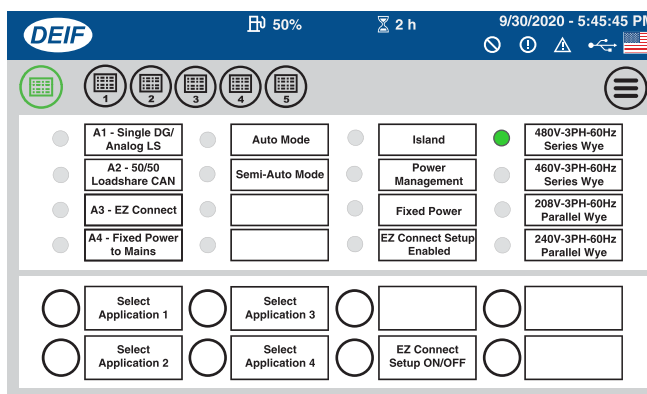 DEIF
50%
2 h
9/30/2020 - 5:45:45 PM
1
2
3
4
5
A1 - Single DG/
Analog LS
Auto Mode
Island
480V-3PH-60Hz
Series Wye
A2 - 50/50
Loadshare CAN
Semi-Auto Mode
Power
Management
460V-3PH-60Hz
Series Wye
A3 - EZ Connect
Fixed Power
208V-3PH-60Hz
Parallel Wye
A4 - Fixed Power
to Mains
EZ Connect Setup
Enabled
240V-3PH-60Hz
Parallel Wye
Select
Application 1
Select
Application 3
Select
Application 2
Select
Application 4
EZ Connect
Setup ON/OFF